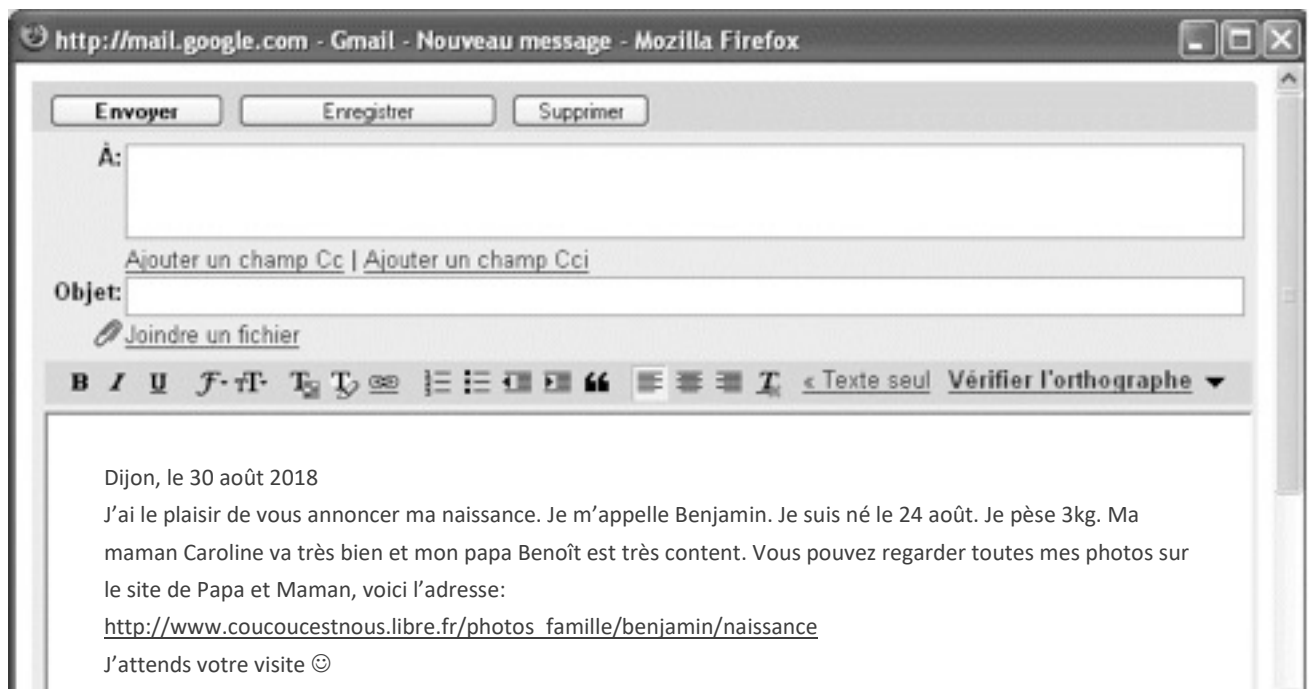 http://mail.google.com - Gmail - Nouveau message - Mozilla Firefox
Envoyer Enregistrer Supprimer
À:
Ajouter un champ Cc | Ajouter un champ Cci
Objet:
Joindre un fichier
B I U « Texte seul Vérifier l'orthographe
Dijon, le 30 août 2018
J’ai le plaisir de vous annoncer ma naissance. Je m’appelle Benjamin. Je suis né le 24 août. Je pèse 3kg. Ma
maman Caroline va très bien et mon papa Benoît est très content. Vous pouvez regarder toutes mes photos sur
le site de Papa et Maman, voici l’adresse:
http://www.coucoucestnous.libre.fr/photos_famille/benjamin/naissance
J’attends votre visite ☺